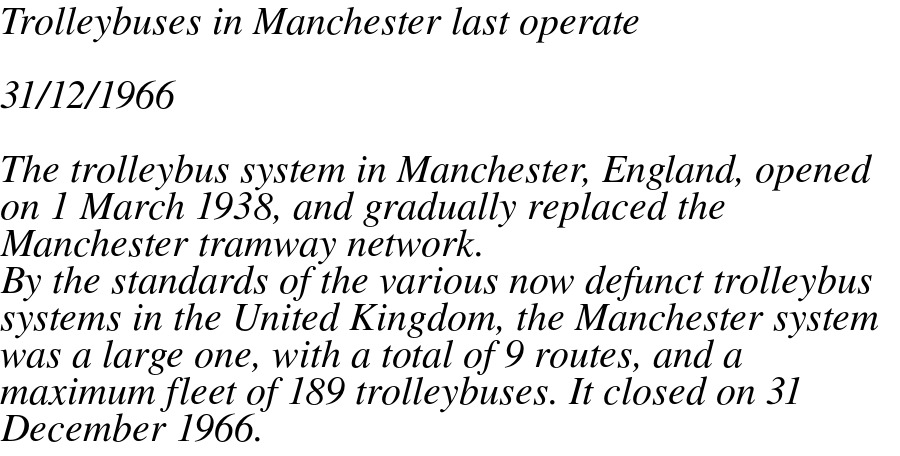 Trolleybuses in Manchester last operate
31/12/1966
The trolleybus system in Manchester, England, opened
on 1 March 1938, and gradually replaced the
Manchester tramway network.
By the standards of the various now defunct trolleybus
systems in the United Kingdom, the Manchester system
was a large one, with a total of 9 routes, and a
maximum fleet of 189 trolleybuses. It closed on 31
December 1966.